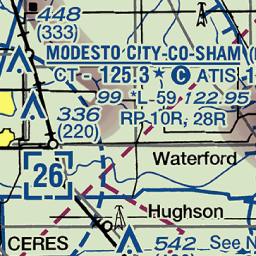 448
(333)
MODESTO CITY-CO-SHAM (
CT - 125.3 ★ C ATIS 1
99 *L-59 122.95
RP 10R, 28R
336
(220)
Waterford
26
Hughson
CERES
542
See N